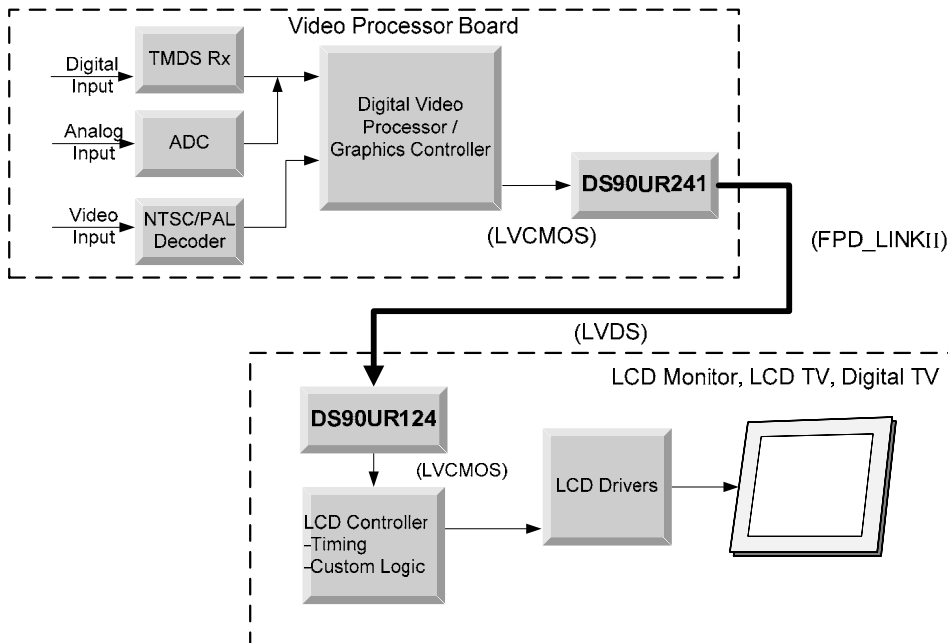 Video Processor Board
Digital
Input
TMDS Rx
Analog
Input
ADC
Video
Input
NTSC/PAL
Decoder
Digital Video
Processor /
Graphics Controller
DS90UR241
(LVCMOS)
(FPD_LINKII)
(LVDS)
LCD Monitor, LCD TV, Digital TV
DS90UR124
(LVCMOS)
LCD Controller
-Timing
-Custom Logic
LCD Drivers